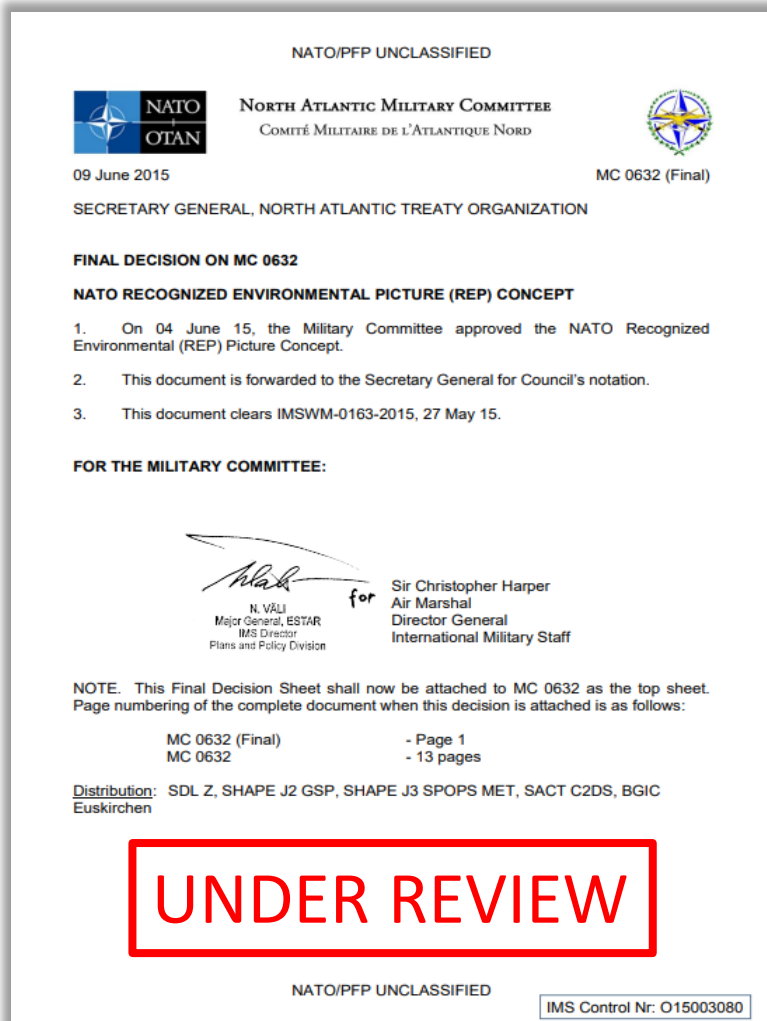 NATO/PFP UNCLASSIFIED
NATO
OTAN
NORTH ATLANTIC MILITARY COMMITTEE
COMITÉ MILITAIRE DE L'ATLANTIQUE NORD
09 June 2015 MC 0632 (Final)
SECRETARY GENERAL, NORTH ATLANTIC TREATY ORGANIZATION
FINAL DECISION ON MC 0632
NATO RECOGNIZED ENVIRONMENTAL PICTURE (REP) CONCEPT
1. On 04 June 15, the Military Committee approved the NATO Recognized
Environmental (REP) Picture Concept.
2. This document is forwarded to the Secretary General for Council's notation.
3. This document clears IMSWM-0163-2015, 27 May 15.
FOR THE MILITARY COMMITTEE:
for
N. VÄLI
Major General, ESTAR
IMS Director
Plans and Policy Division
Sir Christopher Harper
Air Marshal
Director General
International Military Staff
NOTE. This Final Decision Sheet shall now be attached to MC 0632 as the top sheet.
Page numbering of the complete document when this decision is attached is as follows:
MC 0632 (Final) - Page 1
MC 0632 - 13 pages
Distribution: SDL Z, SHAPE J2 GSP, SHAPE J3 SPOPS MET, SACT C2DS, BGIC
Euskirchen
UNDER REVIEW
NATO/PFP UNCLASSIFIED
IMS Control Nr: O15003080